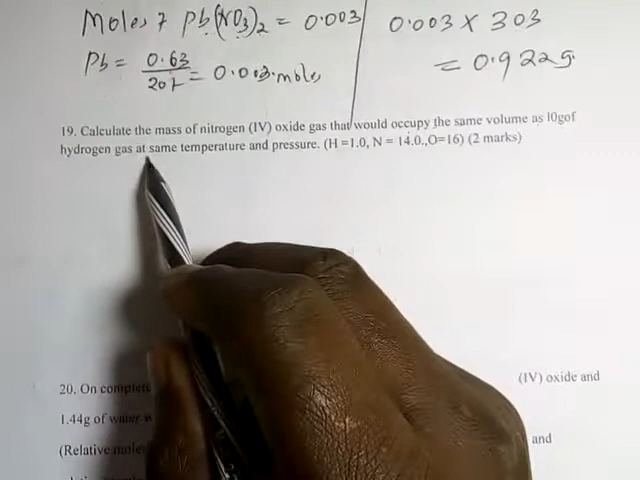 Moles of Pb(NO3)2 = 0.003
0.003 x 303
Pb = 0.63/207 = 0.003 moles
= 0.922g
19. Calculate the mass of nitrogen (IV) oxide gas that would occupy the same volume as 10gof
hydrogen gas at same temperature and pressure. (H =1.0, N = 14.0.,O=16) (2 marks)
20. On complete (IV) oxide and
1.44g of water
(Relative and